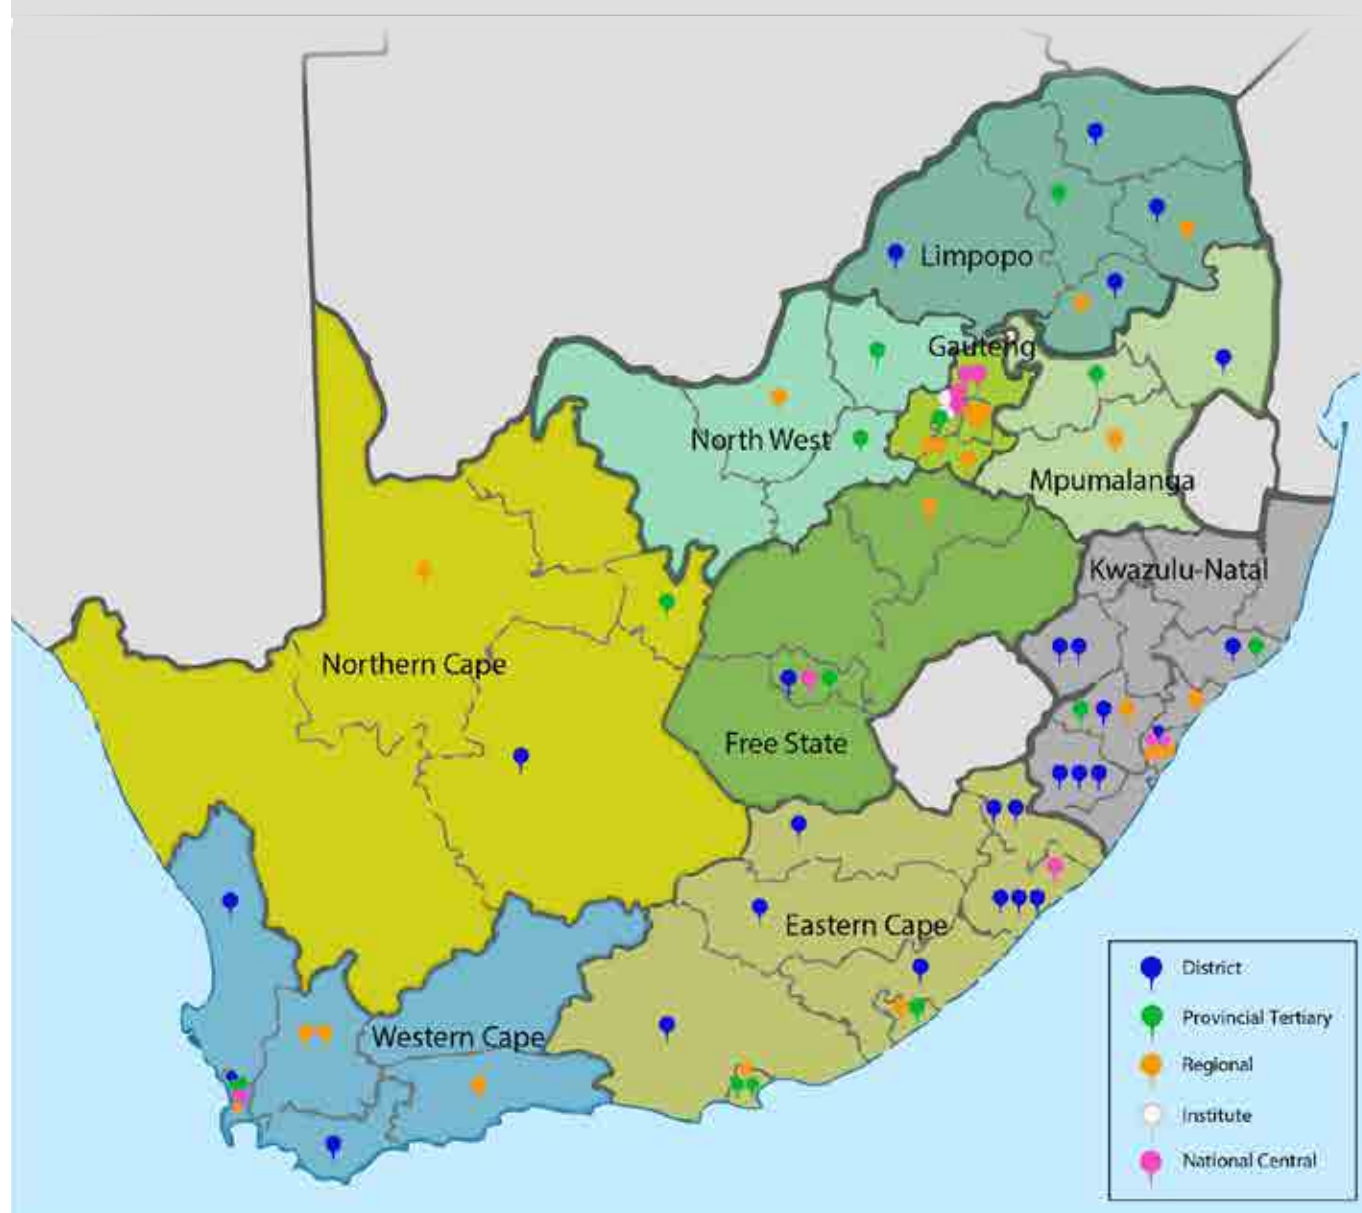 Limpopo
Gauteng
North West
Mpumalanga
Kwazulu-Natal
Northern Cape
Free State
Eastern Cape
Western Cape
District
Provincial Tertiary
Regional
Institute
National Central